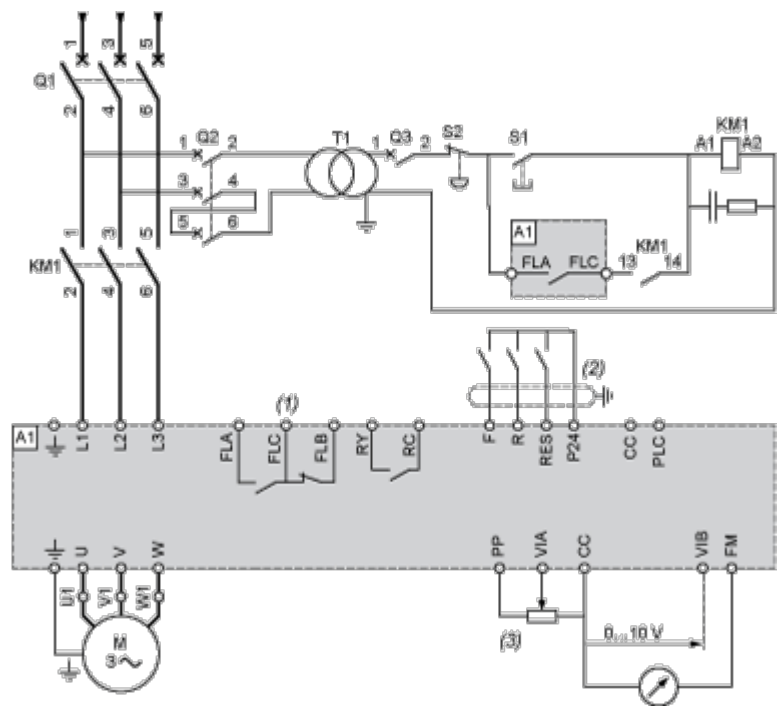 1 3 5
Q1
2 4 6
1 Q2 2 T1 1 Q3 2 S2 S1 A1 KM1 A2
3 4
5 6
A1
FLA FLC 13 KM1 14
1 3 5
KM1
2 4 6
(1) (2)
A1 L1 L2 L3 FLA FLC FLB RY RC F R RES P24 CC PLC
U V W PP VIA CC VIB FM
U1 V1 W1
M
3
(3) 0 10 V